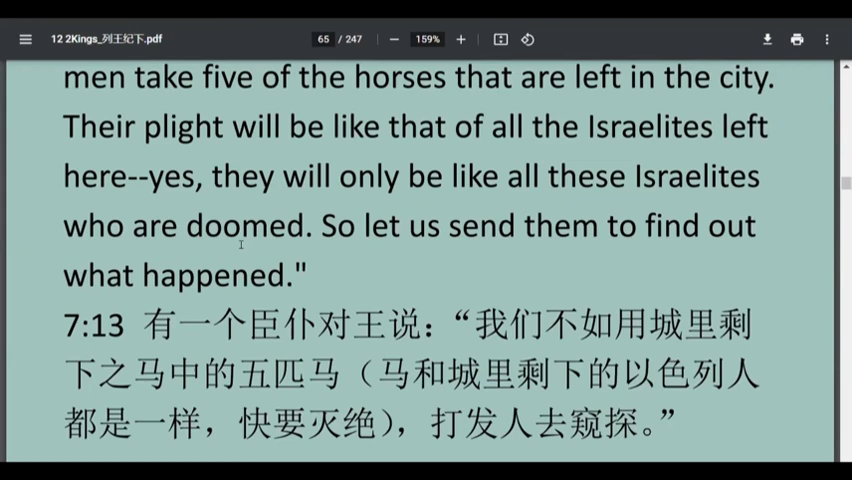 12 2Kings_列王纪下.pdf 65 / 247 159%
men take five of the horses that are left in the city.
Their plight will be like that of all the Israelites left
here--yes, they will only be like all these Israelites
who are doomed. So let us send them to find out
what happened."
7:13 有一个臣仆对王说：“我们不如用城里剩
下之马中的五匹马（马和城里剩下的以色列人
都是一样，快要灭绝），打发人去窥探。”